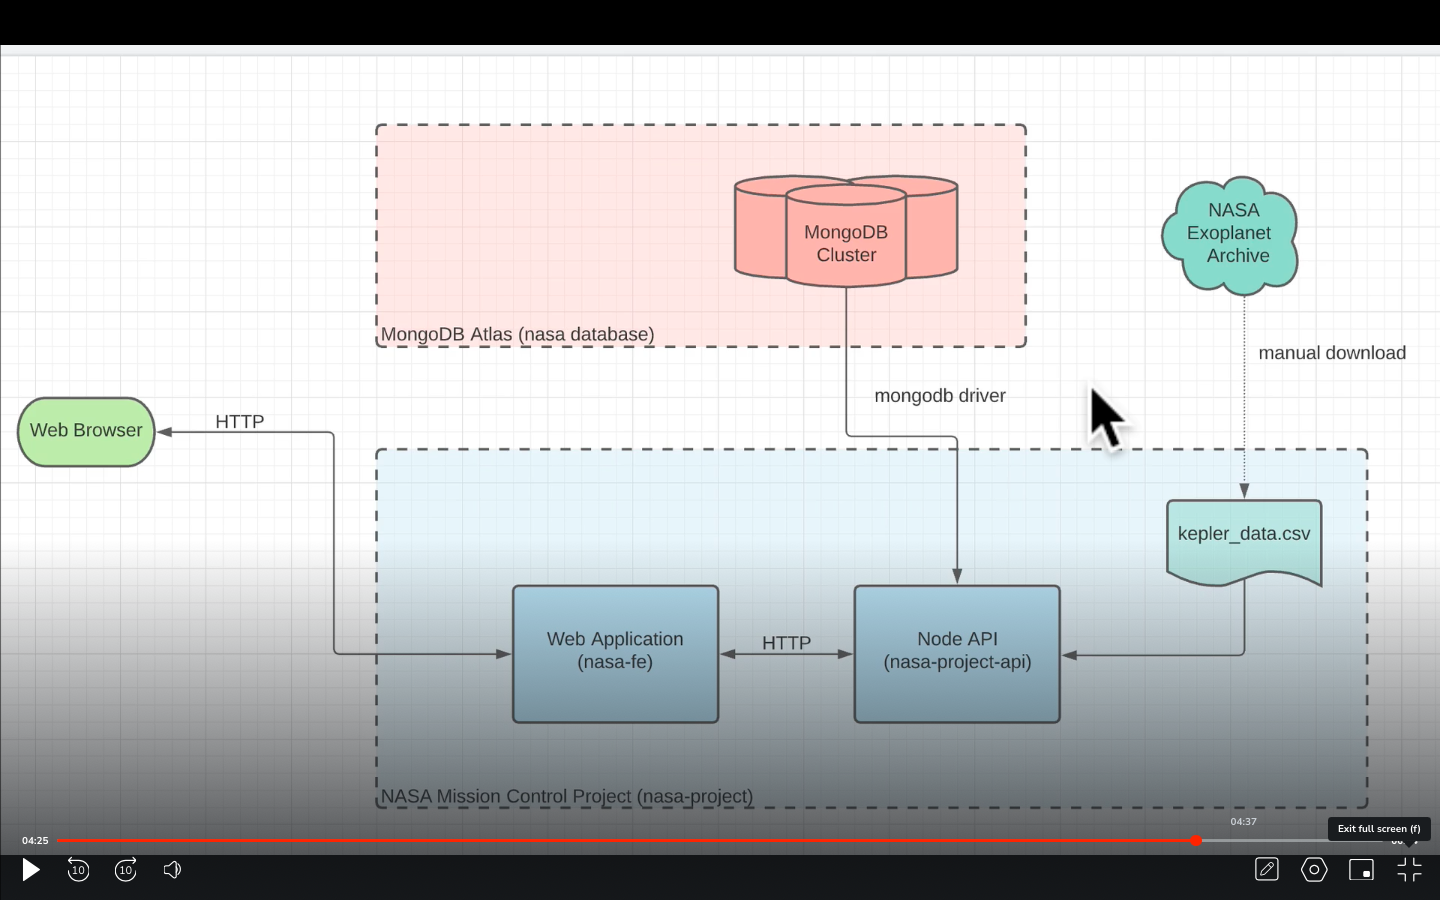 MongoDB
Cluster
MongoDB Atlas (nasa database)
NASA
Exoplanet
Archive
manual download
mongodb driver
Web Browser
HTTP
kepler_data.csv
Web Application
(nasa-fe)
HTTP
Node API
(nasa-project-api)
NASA Mission Control Project (nasa-project)
04:37
Exit full screen (f)
04:25
10
10